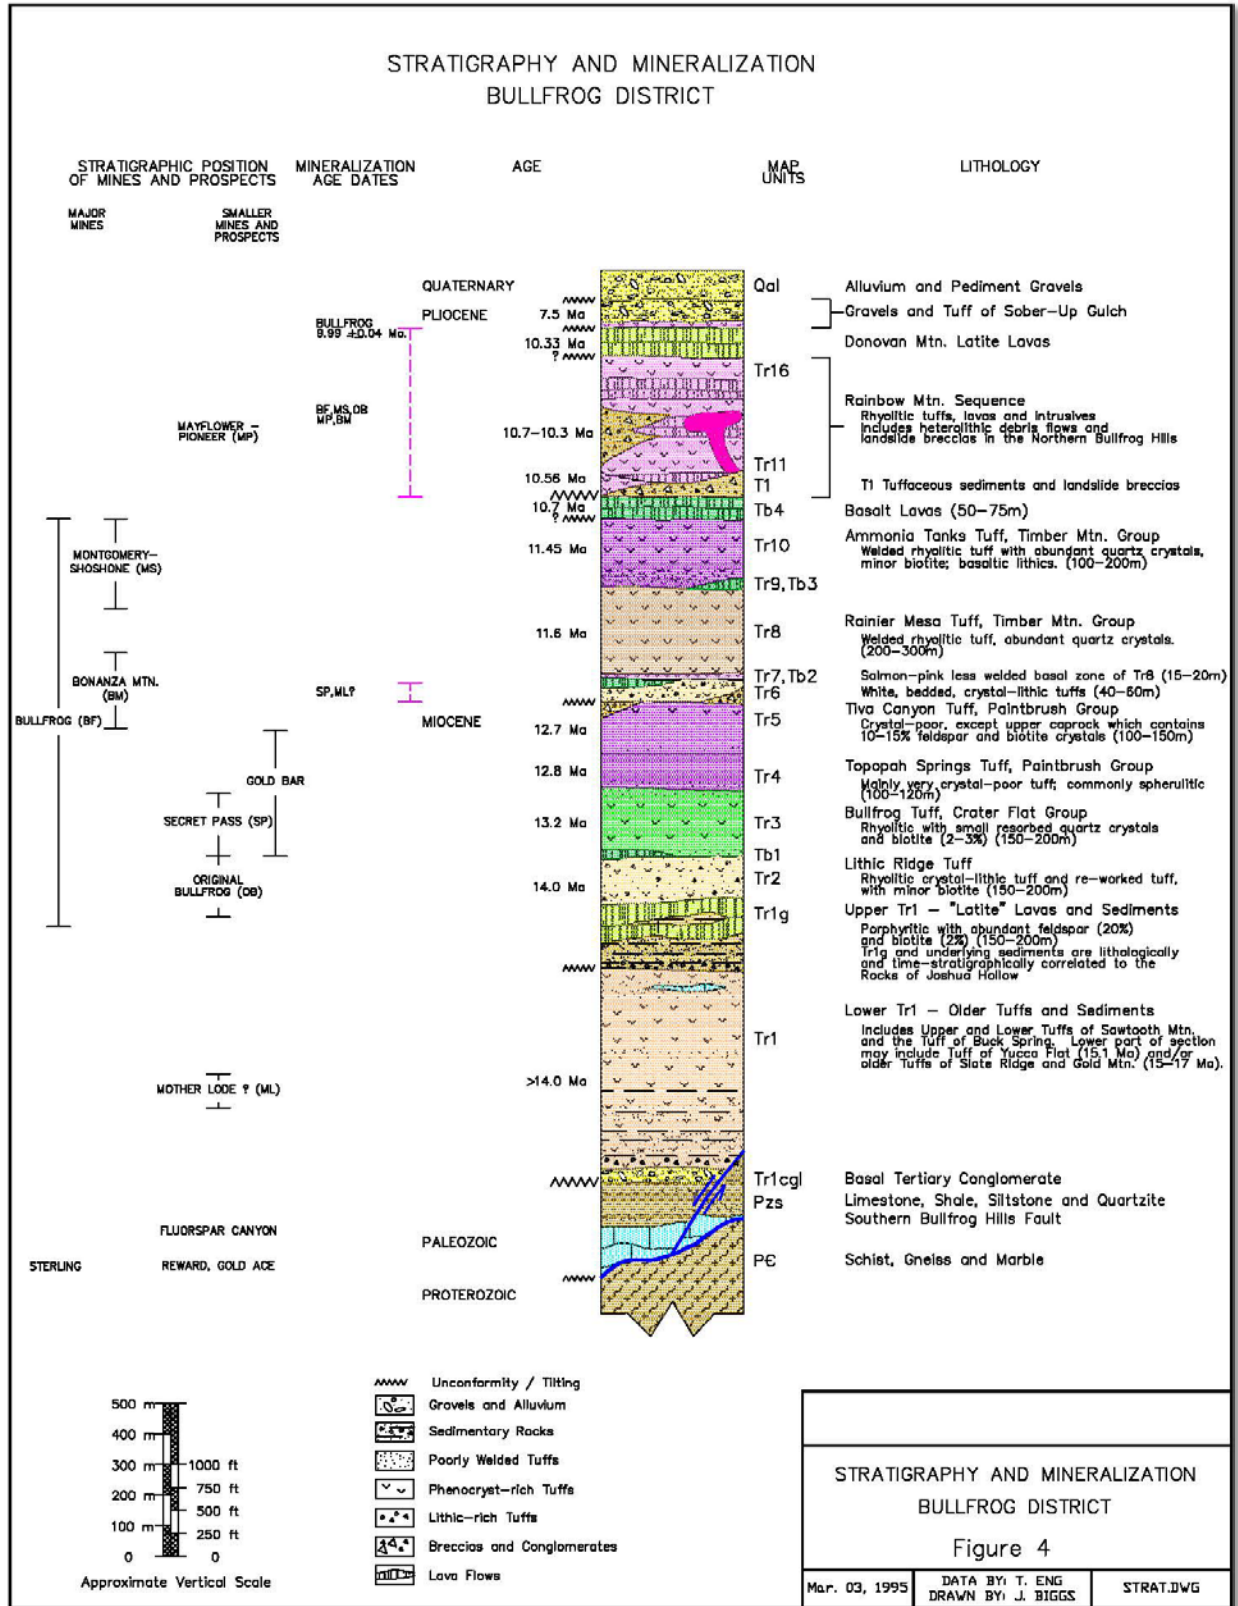 STRATIGRAPHY AND MINERALIZATION
BULLFROG DISTRICT
STRATIGRAPHIC POSITION
OF MINES AND PROSPECTS
MINERALIZATION
AGE DATES
AGE
MAP
UNITS
LITHOLOGY
MAJOR
MINES
SMALLER
MINES AND
PROSPECTS
QUATERNARY
Qal
Alluvium and Pediment Gravels
PLIOCENE
7.5 Ma
Gravels and Tuff of Sober-Up Gulch
BULLFROG
9.99 ±0.04 Ma.
10.33 Ma
Donovan Mtn. Latite Lavas
?
Tr16
Rainbow Mtn. Sequence
Rhyolitic tuffs, lavas and intrusives
includes heterolithic debris flows and
landslide breccias in the Northern Bullfrog Hills
BF,MS,OB
MP,BM
MAYFLOWER -
PIONEER (MP)
10.7-10.3 Ma
Tr11
10.56 Ma
T1
T1 Tuffaceous sediments and landslide breccias
10.7 Ma
Tb4
Basalt Lavas (50-75m)
?
MONTGOMERY-
SHOSHONE (MS)
11.45 Ma
Tr10
Ammonia Tanks Tuff, Timber Mtn. Group
Welded rhyolitic tuff with abundant quartz crystals,
minor biotite; basaltic lithics. (100-200m)
Tr9,Tb3
11.6 Ma
Tr8
Rainier Mesa Tuff, Timber Mtn. Group
Welded rhyolitic tuff, abundant quartz crystals.
(200-300m)
BONANZA MTN.
(BM)
SP,ML?
Tr7,Tb2
Salmon-pink less welded basal zone of Tr8 (15-20m)
Tr6
White, bedded, crystal-lithic tuffs (40-60m)
BULLFROG (BF)
MIOCENE
12.7 Ma
Tr5
Tiva Canyon Tuff, Paintbrush Group
Crystal-poor, except upper caprock which contains
10-15% feldspar and biotite crystals (100-150m)
GOLD BAR
12.8 Ma
Tr4
Topopah Springs Tuff, Paintbrush Group
Mainly very crystal-poor tuff; commonly spherulitic
(100-120m)
SECRET PASS (SP)
13.2 Ma
Tr3
Bullfrog Tuff, Crater Flat Group
Rhyolitic with small resorbed quartz crystals
and biotite (2-3%) (150-200m)
Tb1
ORIGINAL
BULLFROG (OB)
14.0 Ma
Tr2
Lithic Ridge Tuff
Rhyolitic crystal-lithic tuff and re-worked tuff,
with minor biotite (150-200m)
Tr1g
Upper Tr1 - "Latite" Lavas and Sediments
Porphyritic with abundant feldspar (20%)
and biotite (2%) (150-200m)
Tr1g and underlying sediments are lithologically
and time-stratigraphically correlated to the
Rocks of Joshua Hollow
Tr1
Lower Tr1 - Older Tuffs and Sediments
Includes Upper and Lower Tuffs of Sawtooth Mtn.
and the Tuff of Buck Spring. Lower part of section
may include Tuff of Yucca Flat (15.1 Ma) and/or
older Tuffs of Slate Ridge and Gold Mtn. (15-17 Ma).
MOTHER LODE ? (ML)
>14.0 Ma
Tr1cgl
Basal Tertiary Conglomerate
Pzs
Limestone, Shale, Siltstone and Quartzite
Southern Bullfrog Hills Fault
FLUORSPAR CANYON
PALEOZOIC
STERLING
REWARD, GOLD ACE
P€
Schist, Gneiss and Marble
PROTEROZOIC
500 m
400 m
300 m
200 m
100 m
0
1000 ft
750 ft
500 ft
250 ft
0
Approximate Vertical Scale
Unconformity / Tilting
Gravels and Alluvium
Sedimentary Rocks
Poorly Welded Tuffs
Phenocryst-rich Tuffs
Lithic-rich Tuffs
Breccias and Conglomerates
Lava Flows
STRATIGRAPHY AND MINERALIZATION
BULLFROG DISTRICT
Figure 4
Mar. 03, 1995
DATA BY: T. ENG
DRAWN BY: J. BIGGS
STRAT.DWG